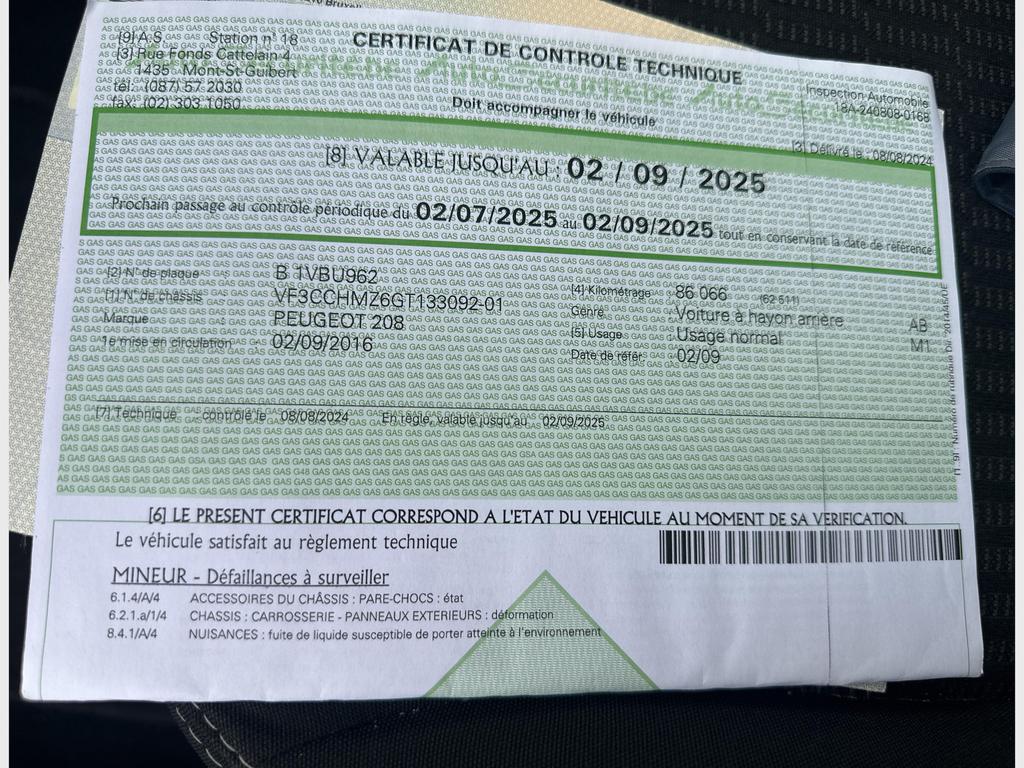 [9] A.S. Station n° 18
[3] Rue Fonds Cattelain 4
1435 Mont-St-Guibert
tél: (087) 57 2030
fax: (02) 303 1050
CERTIFICAT DE CONTROLE TECHNIQUE
Doit accompagner le véhicule
Inspection Automobile
18A-240808-0168
[3] Délivré le : 08/08/2024
[8] VALABLE JUSQU'AU : 02 / 09 / 2025
Prochain passage au contrôle périodique du 02/07/2025 au 02/09/2025 tout en conservant la date de référence
[2] N° de plaque : B 1VBU962
[1] N° de châssis : VF3CCHMZ6GT133092-01
Marque : PEUGEOT 208
1e mise en circulation : 02/09/2016
[4] Kilométrage : 86 066 (62 511)
Genre : Voiture à hayon arrière AB
[5] Usage : Usage normal M1
Date de référ. : 02/09
[7] Technique : contrôlé le : 08/08/2024 En règle, valable jusqu'au : 02/09/2025
[6] LE PRESENT CERTIFICAT CORRESPOND A L'ETAT DU VEHICULE AU MOMENT DE SA VERIFICATION.
Le véhicule satisfait au règlement technique
MINEUR - Défaillances à surveiller
6.1.4/A/4 ACCESSOIRES DU CHÂSSIS : PARE-CHOCS : état
6.2.1.a/1/4 CHASSIS : CARROSSERIE - PANNEAUX EXTERIEURS : déformation
8.4.1/A/4 NUISANCES : fuite de liquide susceptible de porter atteinte à l'environnement